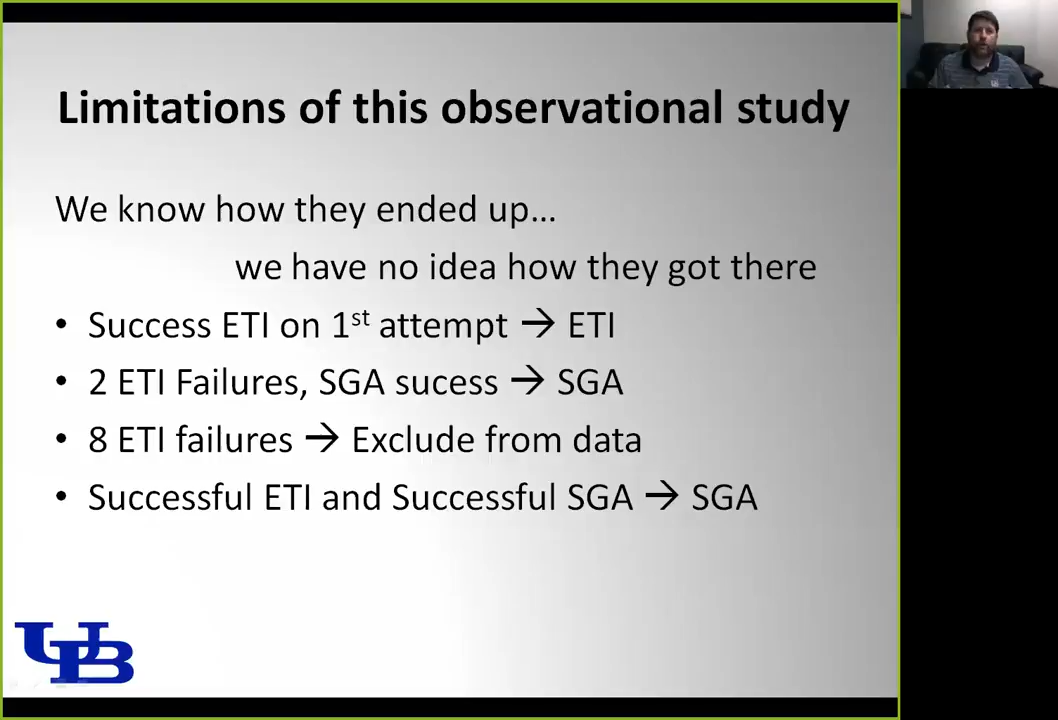 Limitations of this observational study
We know how they ended up…
we have no idea how they got there
• Success ETI on 1st attempt → ETI
• 2 ETI Failures, SGA sucess → SGA
• 8 ETI failures → Exclude from data
• Successful ETI and Successful SGA → SGA
UB